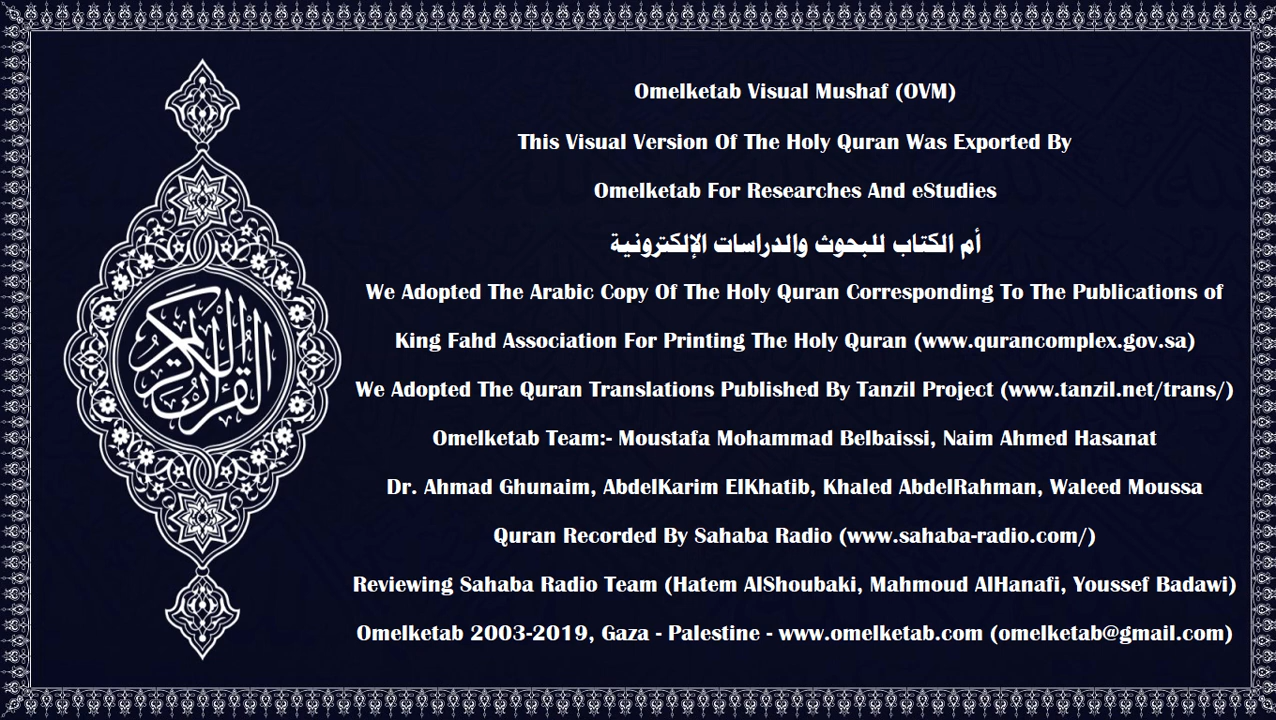 Omelketab Visual Mushaf (OVM)
This Visual Version Of The Holy Quran Was Exported By
Omelketab For Researches And eStudies
أم الكتاب للبحوث والدراسات الإلكترونية
We Adopted The Arabic Copy Of The Holy Quran Corresponding To The Publications of
King Fahd Association For Printing The Holy Quran (www.qurancomplex.gov.sa)
We Adopted The Quran Translations Published By Tanzil Project (www.tanzil.net/trans/)
Omelketab Team:- Moustafa Mohammad Belbaissi, Naim Ahmed Hasanat
Dr. Ahmad Ghunaim, AbdelKarim ElKhatib, Khaled AbdelRahman, Waleed Moussa
Quran Recorded By Sahaba Radio (www.sahaba-radio.com/)
Reviewing Sahaba Radio Team (Hatem AlShoubaki, Mahmoud AlHanafi, Youssef Badawi)
Omelketab 2003-2019, Gaza - Palestine - www.omelketab.com (omelketab@gmail.com)
القرآن الكريم